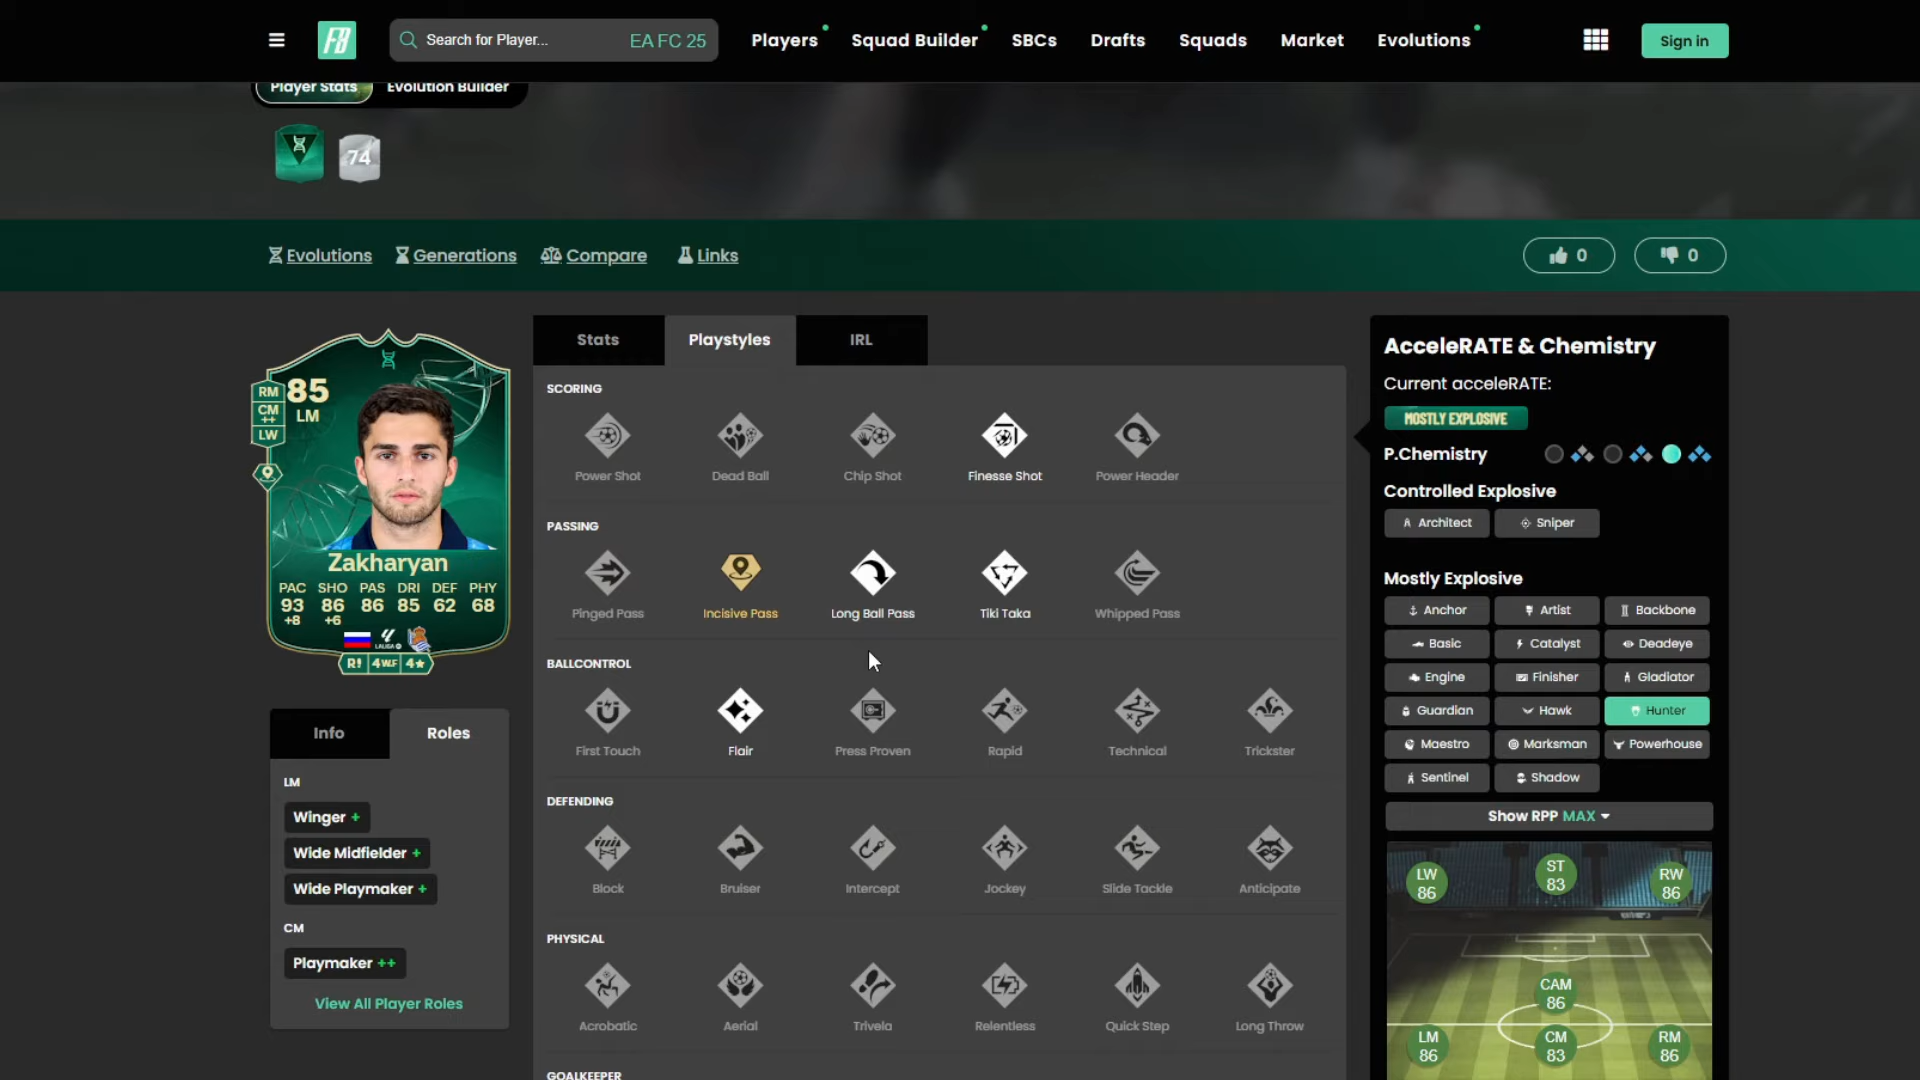 FB
Search for Player...
EA FC 25
Players
Squad Builder
SBCs
Drafts
Squads
Market
Evolutions
Sign in
Player Stats
Evolution Builder
74
Evolutions
Generations
Compare
Links
0
0
RM
CM
++
LW
85
LM
Zakharyan
PAC SHO PAS DRI DEF PHY
93 86 86 85 62 68
+8 +6
LALIGA
R! 4W.F 4★
Info
Roles
LM
Winger +
Wide Midfielder +
Wide Playmaker +
CM
Playmaker ++
View All Player Roles
Stats
Playstyles
IRL
SCORING
Power Shot
Dead Ball
Chip Shot
Finesse Shot
Power Header
PASSING
Pinged Pass
Incisive Pass
Long Ball Pass
Tiki Taka
Whipped Pass
BALLCONTROL
First Touch
Flair
Press Proven
Rapid
Technical
Trickster
DEFENDING
Block
Bruiser
Intercept
Jockey
Slide Tackle
Anticipate
PHYSICAL
Acrobatic
Aerial
Trivela
Relentless
Quick Step
Long Throw
GOALKEEPER
AcceleRATE & Chemistry
Current acceleRATE:
MOSTLY EXPLOSIVE
P.Chemistry
Controlled Explosive
Architect
Sniper
Mostly Explosive
Anchor
Artist
Backbone
Basic
Catalyst
Deadeye
Engine
Finisher
Gladiator
Guardian
Hawk
Hunter
Maestro
Marksman
Powerhouse
Sentinel
Shadow
Show RPP MAX
LW
86
ST
83
RW
86
CAM
86
LM
86
CM
83
RM
86